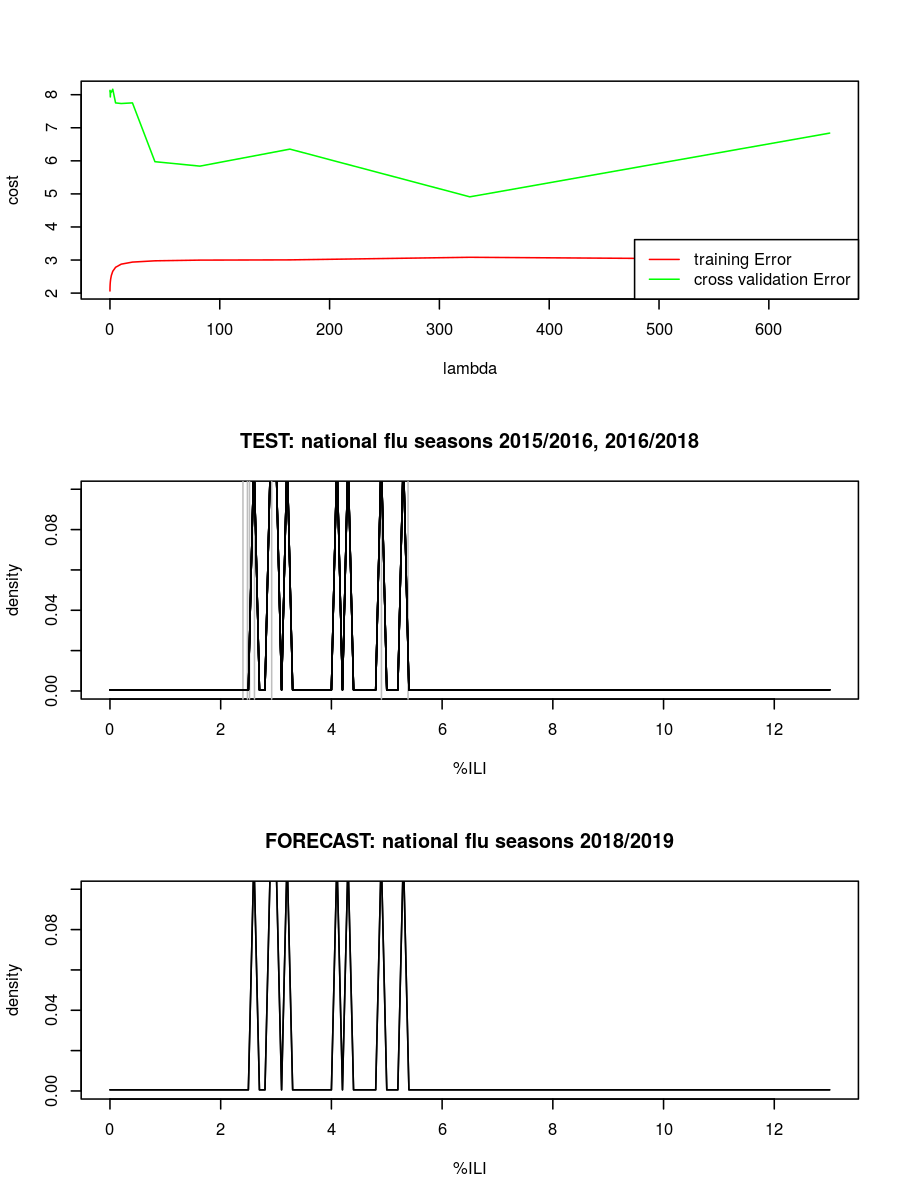 8
7
6
5
4
3
2
cost
training Error
cross validation Error
0 100 200 300 400 500 600
lambda
TEST: national flu seasons 2015/2016, 2016/2018
0.08
0.04
0.00
density
0 2 4 6 8 10 12
%ILI
FORECAST: national flu seasons 2018/2019
0.08
0.04
0.00
density
0 2 4 6 8 10 12
%ILI